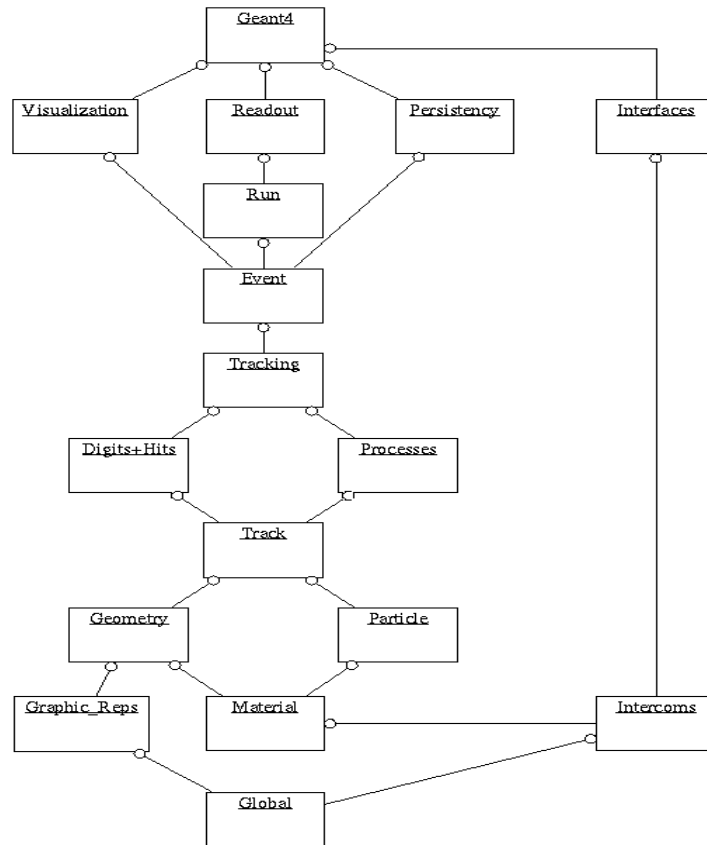 Geant4
Visualization
Readout
Persistency
Interfaces
Run
Event
Tracking
Digits+Hits
Processes
Track
Geometry
Particle
Graphic_Reps
Material
Intercoms
Global